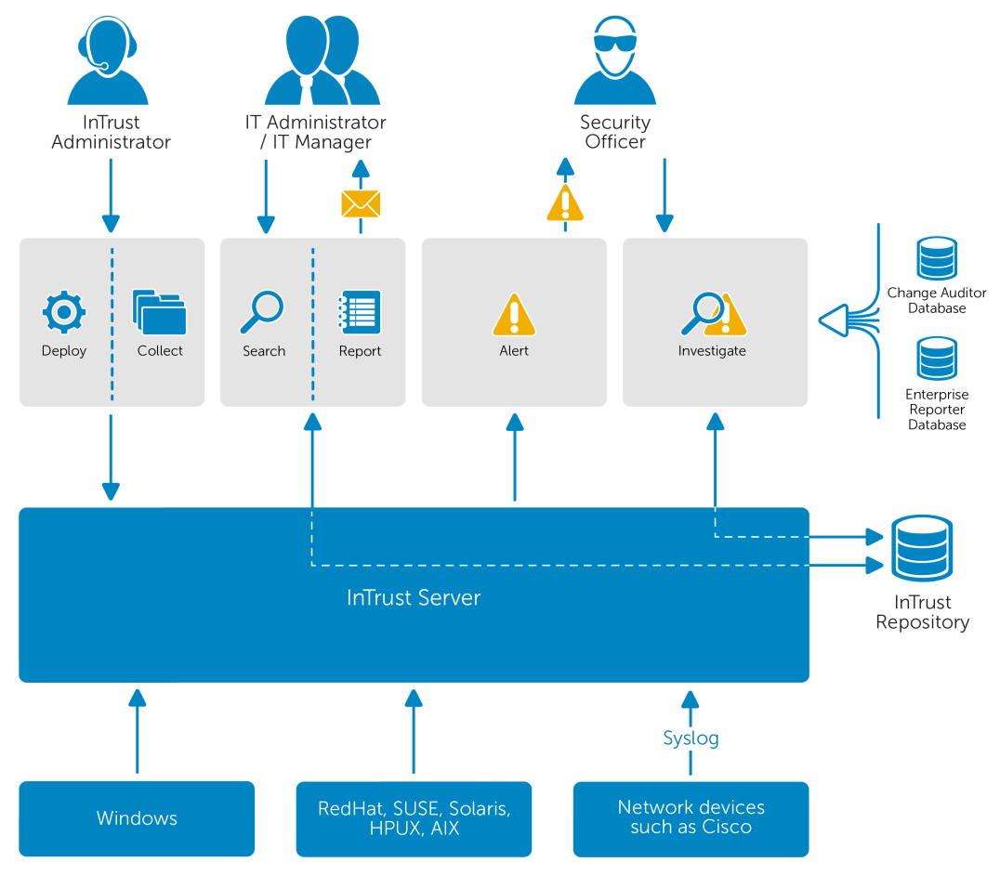 InTrust
Administrator
IT Administrator
/ IT Manager
Security
Officer
Deploy
Collect
Search
Report
Alert
Investigate
Change Auditor
Database
Enterprise
Reporter
Database
InTrust Server
InTrust
Repository
Syslog
Windows
RedHat, SUSE, Solaris,
HPUX, AIX
Network devices
such as Cisco